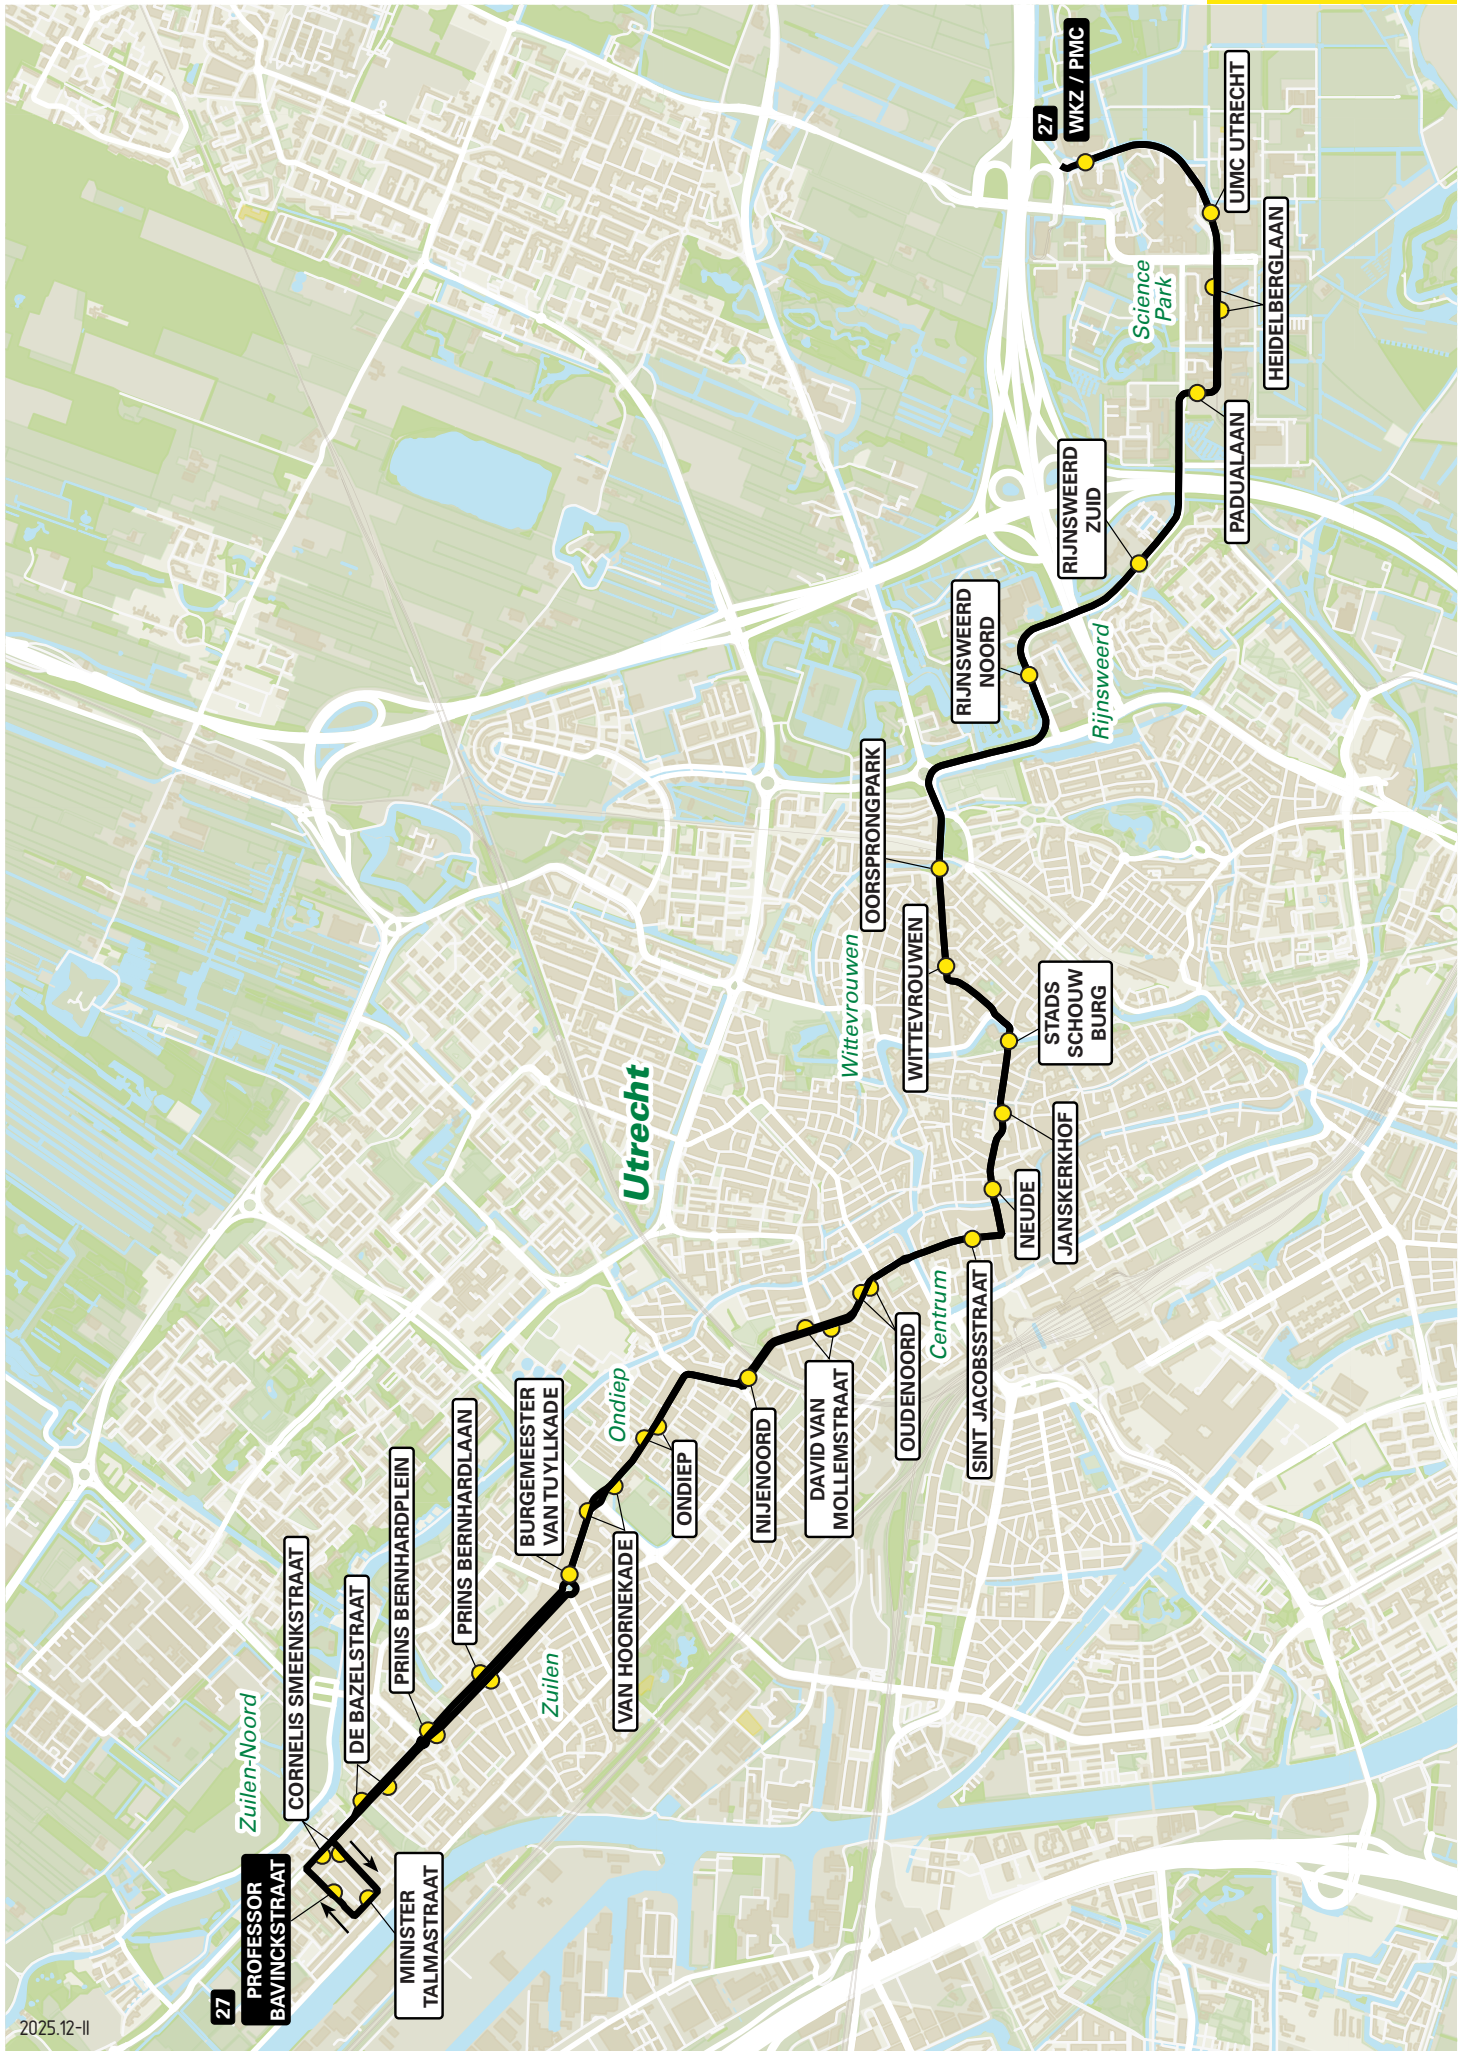 27
PROFESSOR
BAVINCKSTRAAT
MINISTER
TALMASTRAAT
CORNELIS SMEENKSTRAAT
Zuilen-Noord
DE BAZELSTRAAT
PRINS BERNHARDPLEIN
PRINS BERNHARDLAAN
Zuilen
BURGEMEESTER
VAN TUYLLKADE
VAN HOORNEKADE
Ondiep
ONDIEP
NIJENOORD
DAVID VAN
MOLLEMSTRAAT
OUDENOORD
Centrum
SINT JACOBSSTRAAT
Utrecht
NEUDE
JANSKERKHOF
STADS
SCHOUW
BURG
Wittevrouwen
WITTEVROUWEN
OORSPRONGPARK
RIJNSWEERD
NOORD
Rijnsweerd
RIJNSWEERD
ZUID
PADUALAAN
Science
Park
HEIDELBERGLAAN
UMC UTRECHT
27
WKZ / PMC
2025.12-II